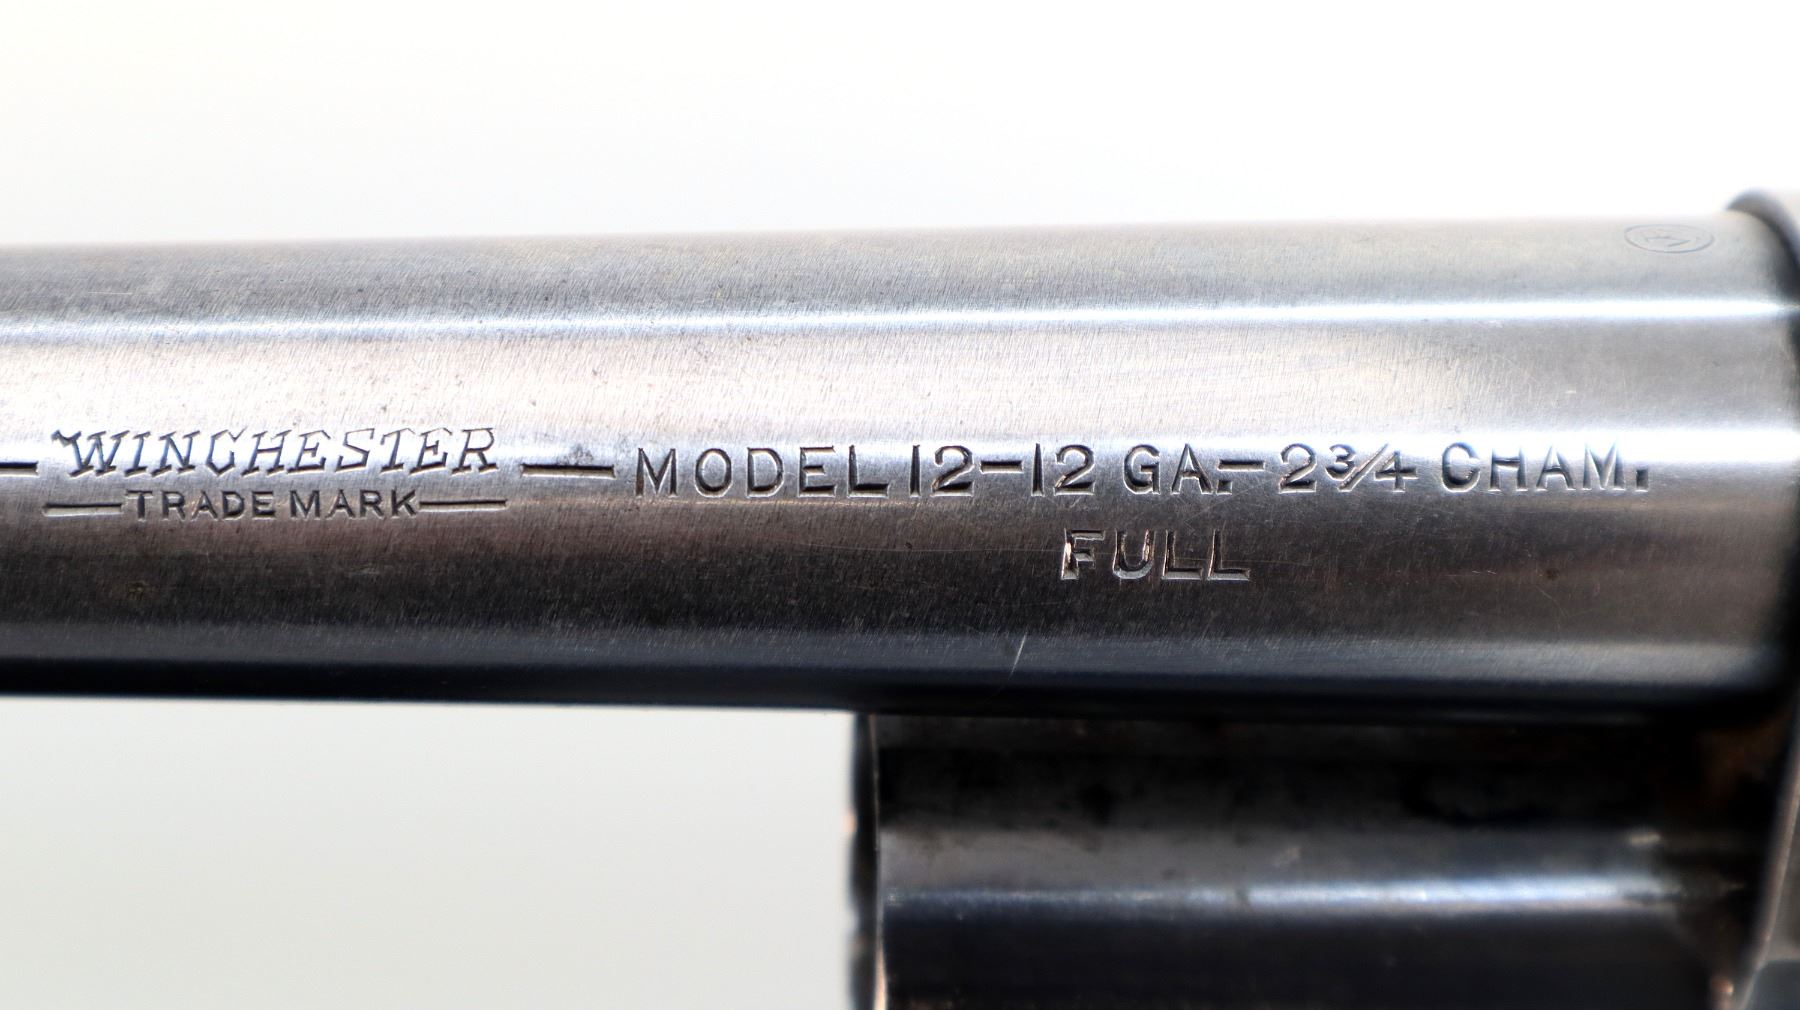 — WINCHESTER — MODEL 12–12 GA.– 2¾ CHAM.
— TRADE MARK —
FULL